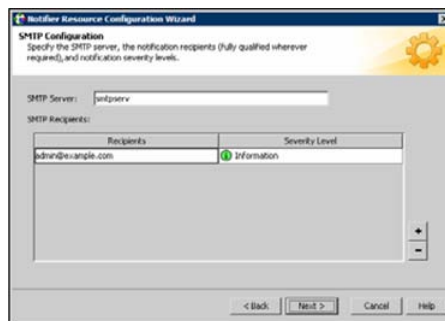 Notifier Resource Configuration Wizard
SMTP Configuration
Specify the SMTP server, the notification recipients (fully qualified wherever
required),and notification severity levels.
SMTP Server: smtpserv
SMTP Recipients:
Recipients Severity Level
admin@example.com Information
+
-
< Back Next > Cancel Help